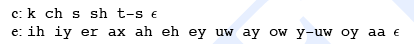 c: k ch s sh t-s ϵ
e: ih iy er ax ah eh ey uw ay ow y-uw oy aa ϵ